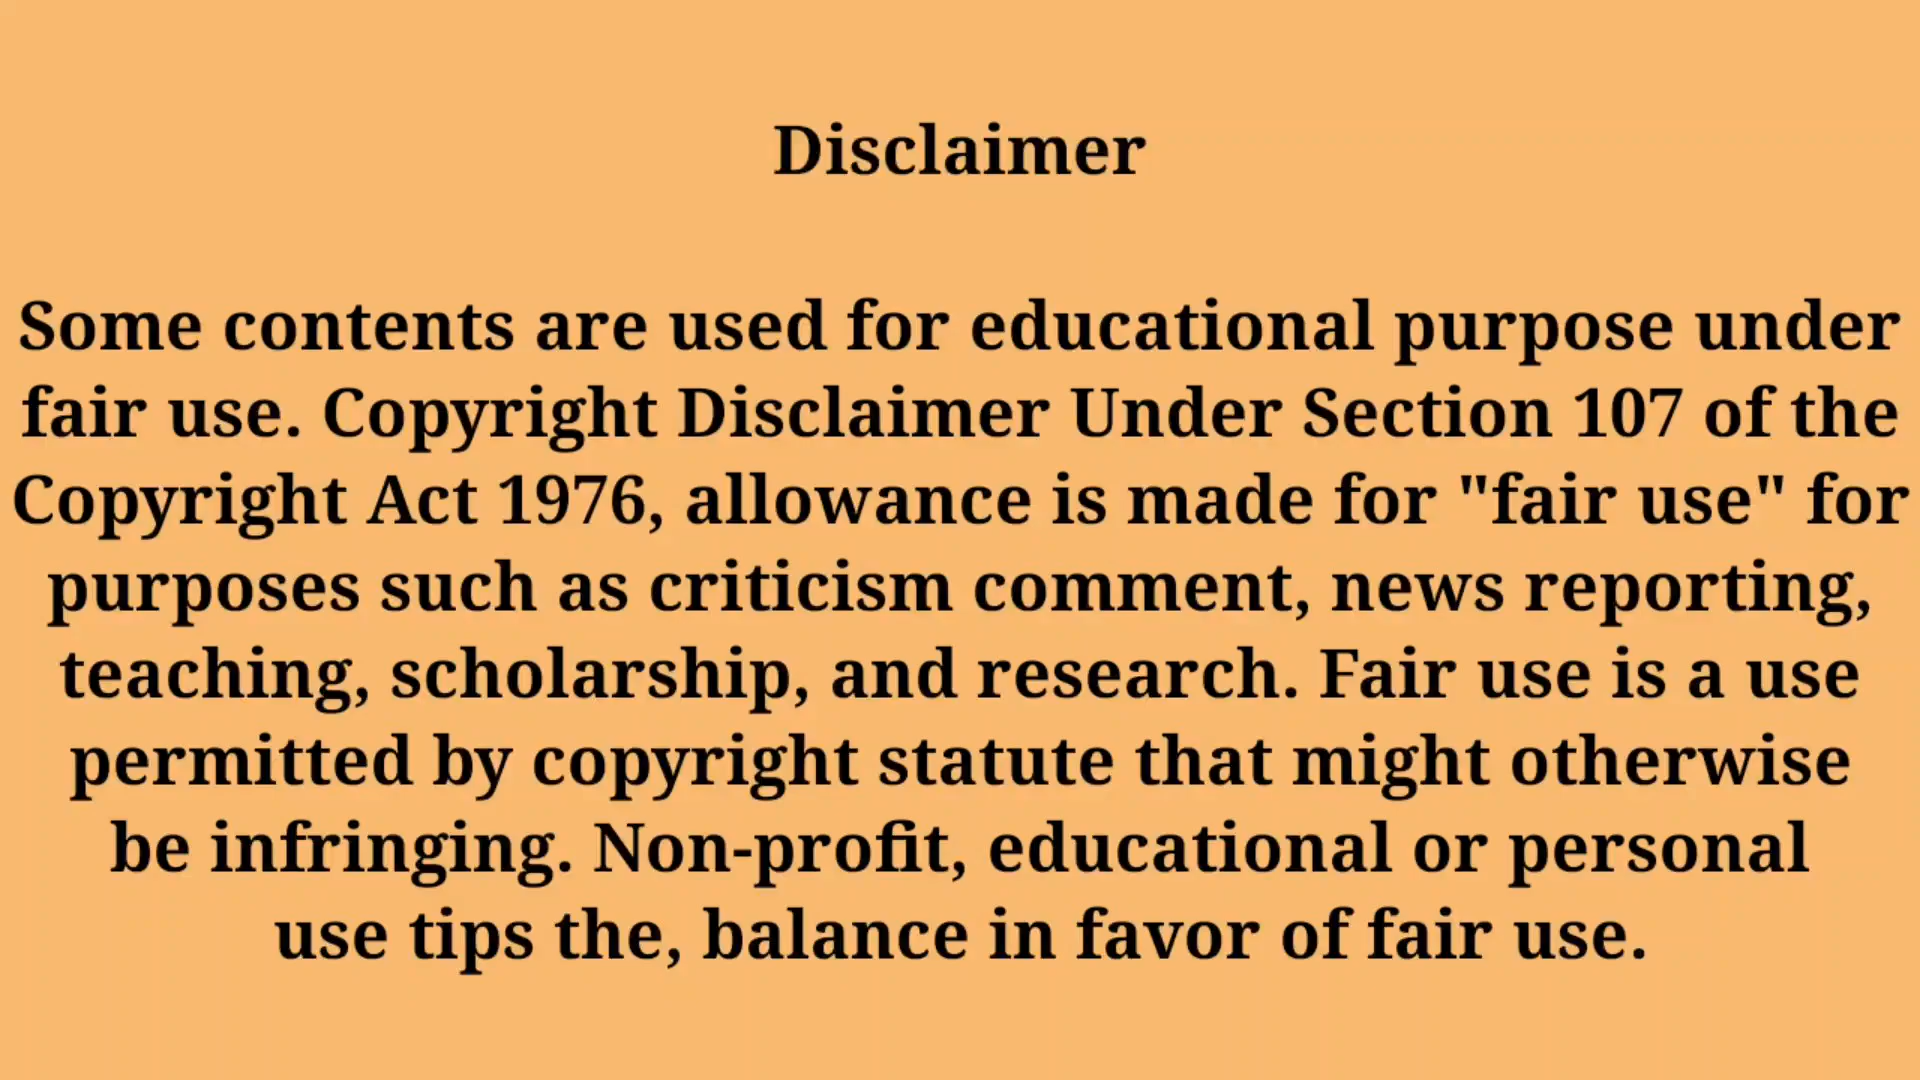 Disclaimer
Some contents are used for educational purpose under
fair use. Copyright Disclaimer Under Section 107 of the
Copyright Act 1976, allowance is made for "fair use" for
purposes such as criticism comment, news reporting,
teaching, scholarship, and research. Fair use is a use
permitted by copyright statute that might otherwise
be infringing. Non-profit, educational or personal
use tips the, balance in favor of fair use.